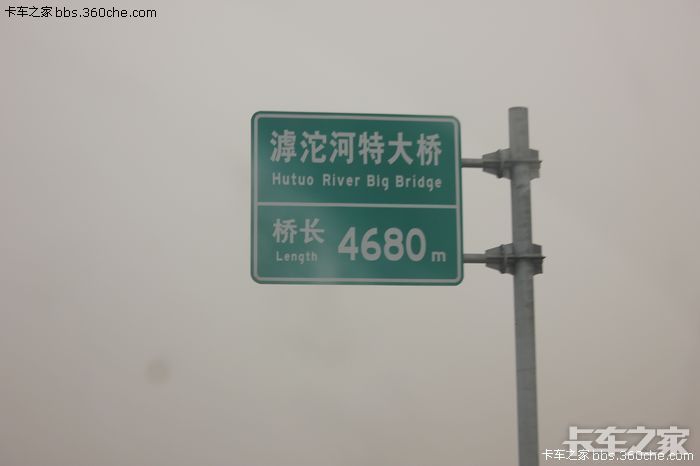 卡车之家 bbs.360che.com
滹沱河特大桥
Hutuo River Big Bridge
桥长 4680 m
Length
卡车之家
卡车之家 bbs.360che.com